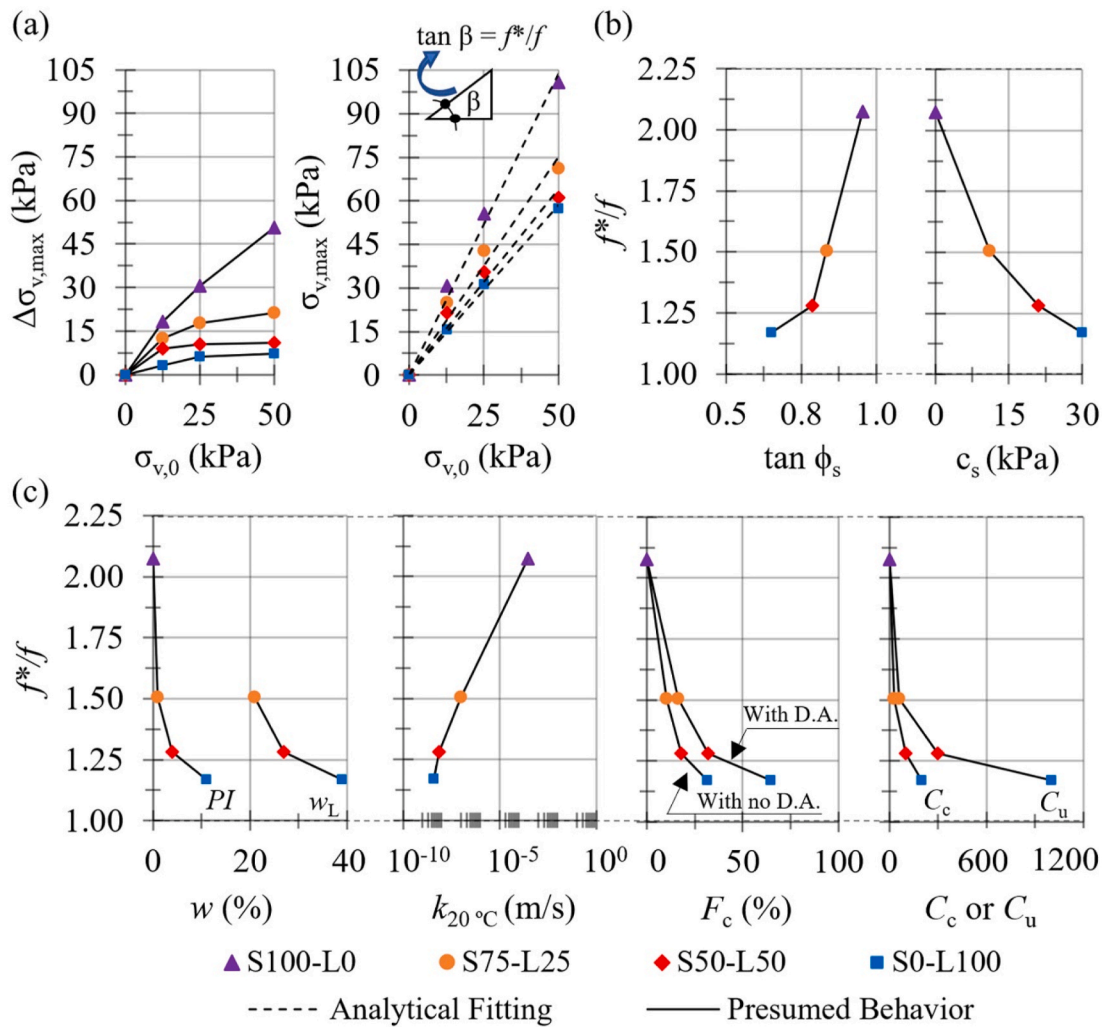 (a)
tan β = f*/f
β
105
90
75
60
45
30
15
0
Δσv,max (kPa)
0 25 50
σv,0 (kPa)
105
90
75
60
45
30
15
0
σv,max (kPa)
0 25 50
σv,0 (kPa)
(b)
2.25
2.00
1.75
1.50
1.25
1.00
f*/f
0.5 0.8 1.0
tan ϕs
0 15 30
cs (kPa)
(c)
2.25
2.00
1.75
1.50
1.25
1.00
f*/f
PI
wL
0 20 40
w (%)
10-10 10-5 100
k20 ºC (m/s)
With D.A.
With no D.A.
0 50 100
Fc (%)
Cc
Cu
0 600 1200
Cc or Cu
S100-L0 S75-L25 S50-L50 S0-L100
Analytical Fitting Presumed Behavior